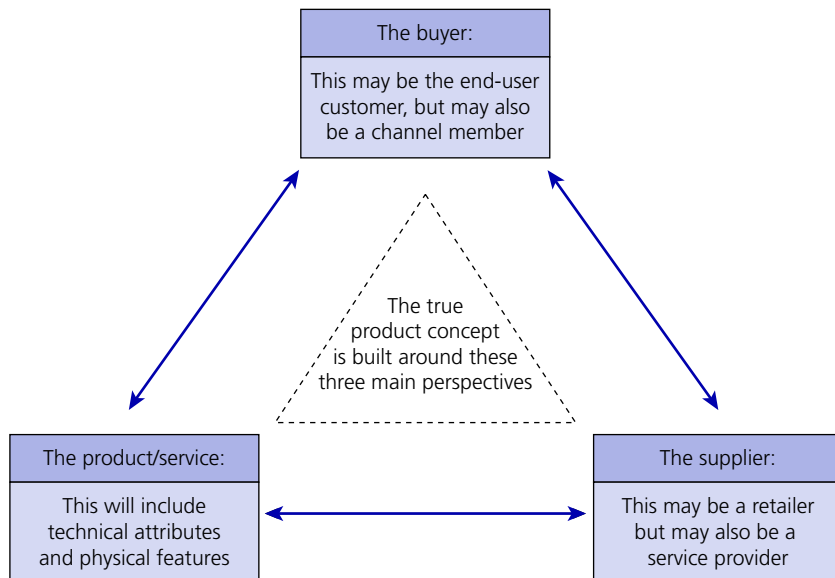 The buyer:
This may be the end-user
customer, but may also
be a channel member
The true
product concept
is built around these
three main perspectives
The product/service:
This will include
technical attributes
and physical features
The supplier:
This may be a retailer
but may also be a
service provider